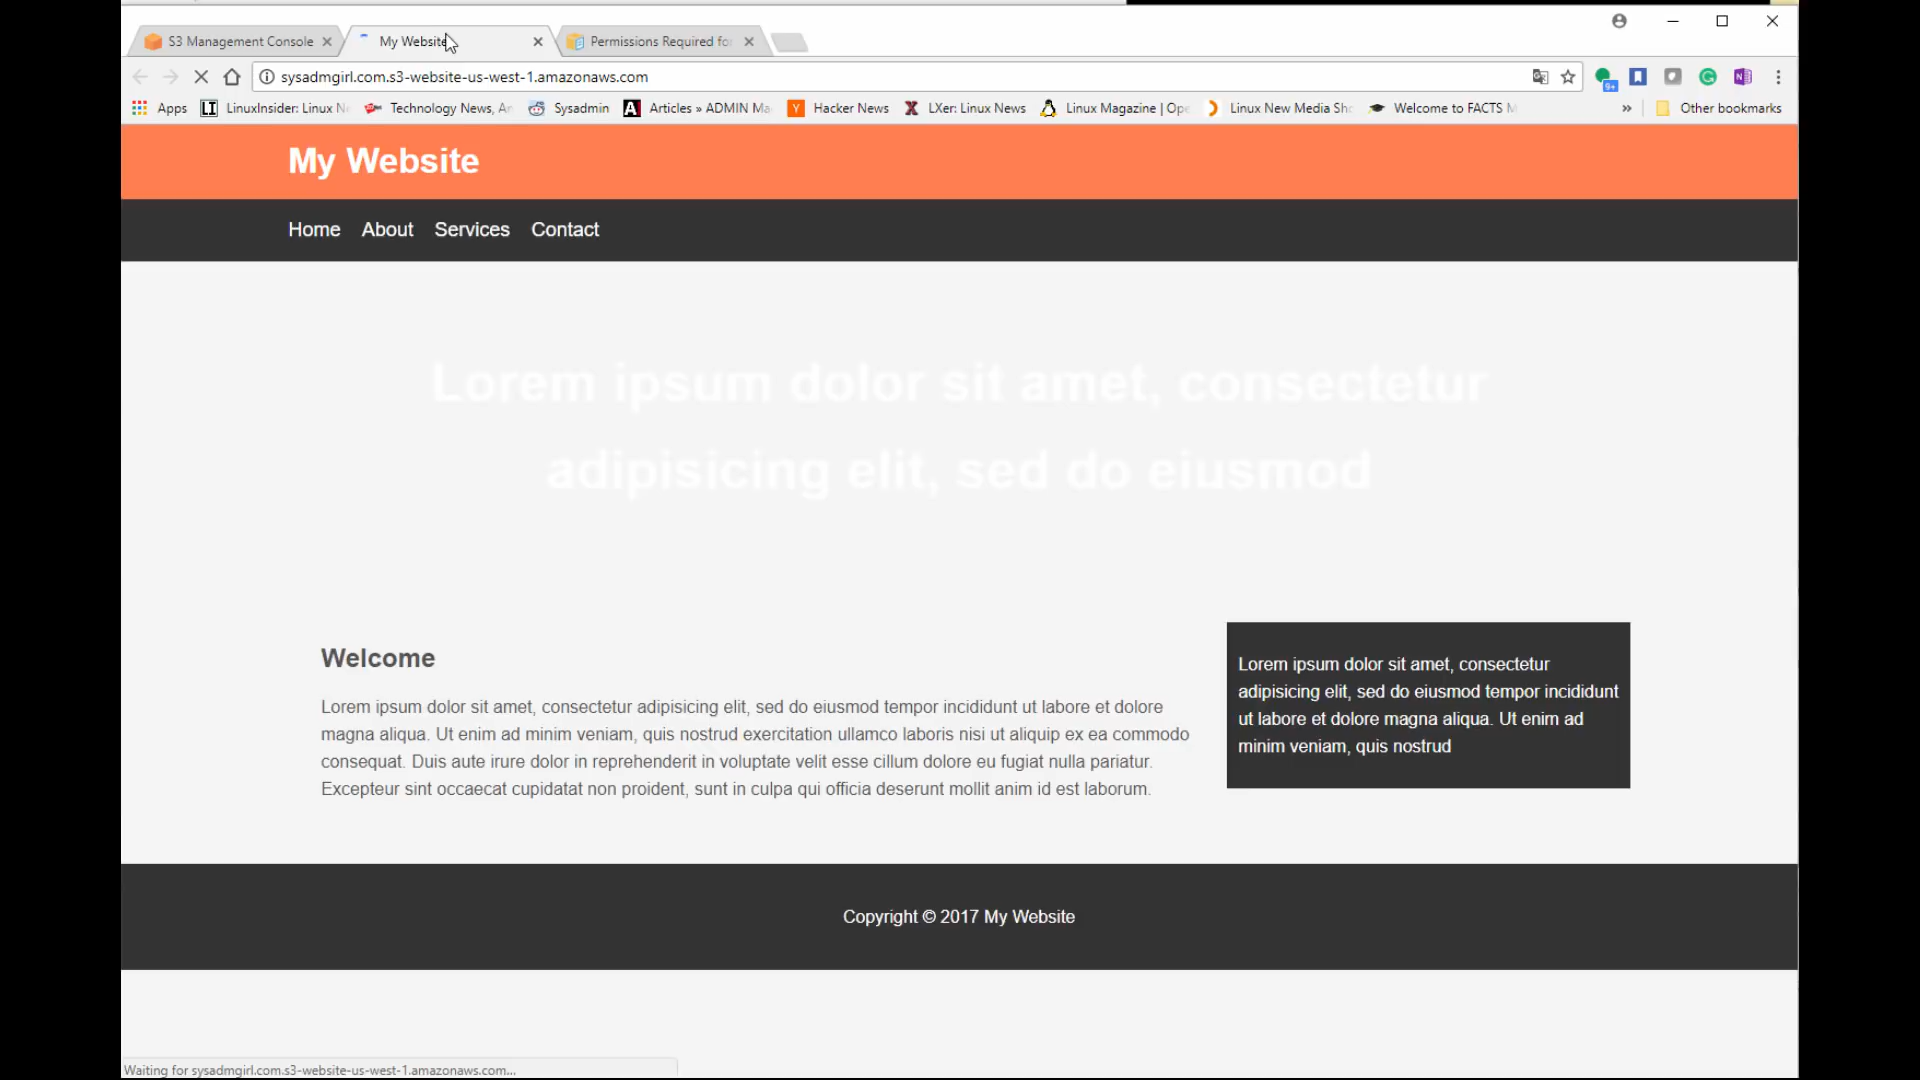 S3 Management Console
My Website
Permissions Required for
sysadmgirl.com.s3-website-us-west-1.amazonaws.com
Apps
LinuxInsider: Linux N
Technology News, An
Sysadmin
Articles » ADMIN Ma
Hacker News
LXer: Linux News
Linux Magazine | Ope
Linux New Media Sho
Welcome to FACTS M
»
Other bookmarks
My Website
Home About Services Contact
Lorem ipsum dolor sit amet, consectetur
adipisicing elit, sed do eiusmod
Welcome
Lorem ipsum dolor sit amet, consectetur adipisicing elit, sed do eiusmod tempor incididunt ut labore et dolore
magna aliqua. Ut enim ad minim veniam, quis nostrud exercitation ullamco laboris nisi ut aliquip ex ea commodo
consequat. Duis aute irure dolor in reprehenderit in voluptate velit esse cillum dolore eu fugiat nulla pariatur.
Excepteur sint occaecat cupidatat non proident, sunt in culpa qui officia deserunt mollit anim id est laborum.
Lorem ipsum dolor sit amet, consectetur
adipisicing elit, sed do eiusmod tempor incididunt
ut labore et dolore magna aliqua. Ut enim ad
minim veniam, quis nostrud
Copyright © 2017 My Website
Waiting for sysadmgirl.com.s3-website-us-west-1.amazonaws.com...